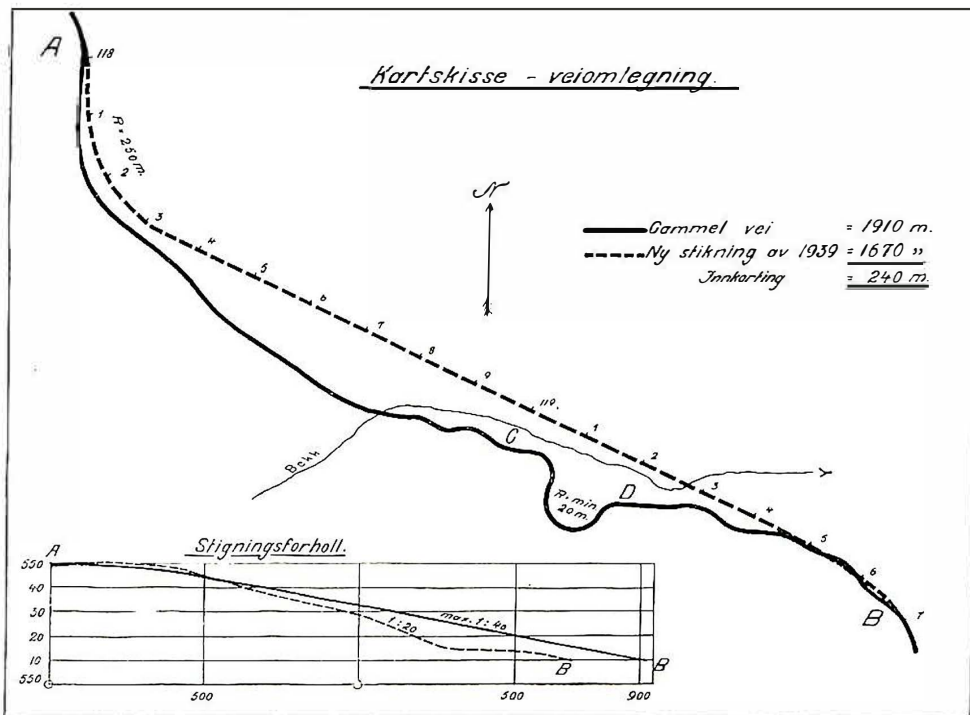 Kartskisse - veiomlegning.
A
118
1
R = 250 m.
2
3
4
5
6
7
8
9
119.
1
2
3
4
5
6
7
N
Gammel vei = 1910 m.
Ny stikning av 1939 = 1670 "
Innkorting = 240 m.
Bekk
C
R. min
20 m.
D
B
Stigningsforholl.
A
550
40
30
20
10
550
max. 1:40
1:20
B
B
500
500
900